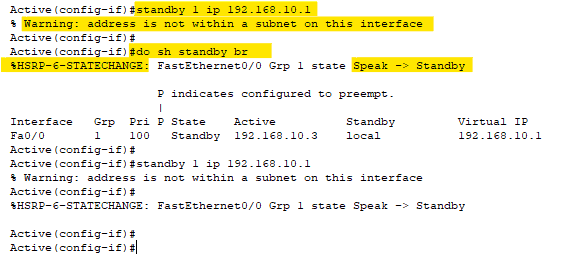 Active(config-if)#standby 1 ip 192.168.10.1
% Warning: address is not within a subnet on this interface
Active(config-if)#
Active(config-if)#do sh standby br
%HSRP-6-STATECHANGE: FastEthernet0/0 Grp 1 state Speak -> Standby
P indicates configured to preempt.
|
Interface Grp Pri P State Active Standby Virtual IP
Fa0/0 1 100 Standby 192.168.10.3 local 192.168.10.1
Active(config-if)#
Active(config-if)#standby 1 ip 192.168.10.1
% Warning: address is not within a subnet on this interface
Active(config-if)#
%HSRP-6-STATECHANGE: FastEthernet0/0 Grp 1 state Speak -> Standby
Active(config-if)#
Active(config-if)#